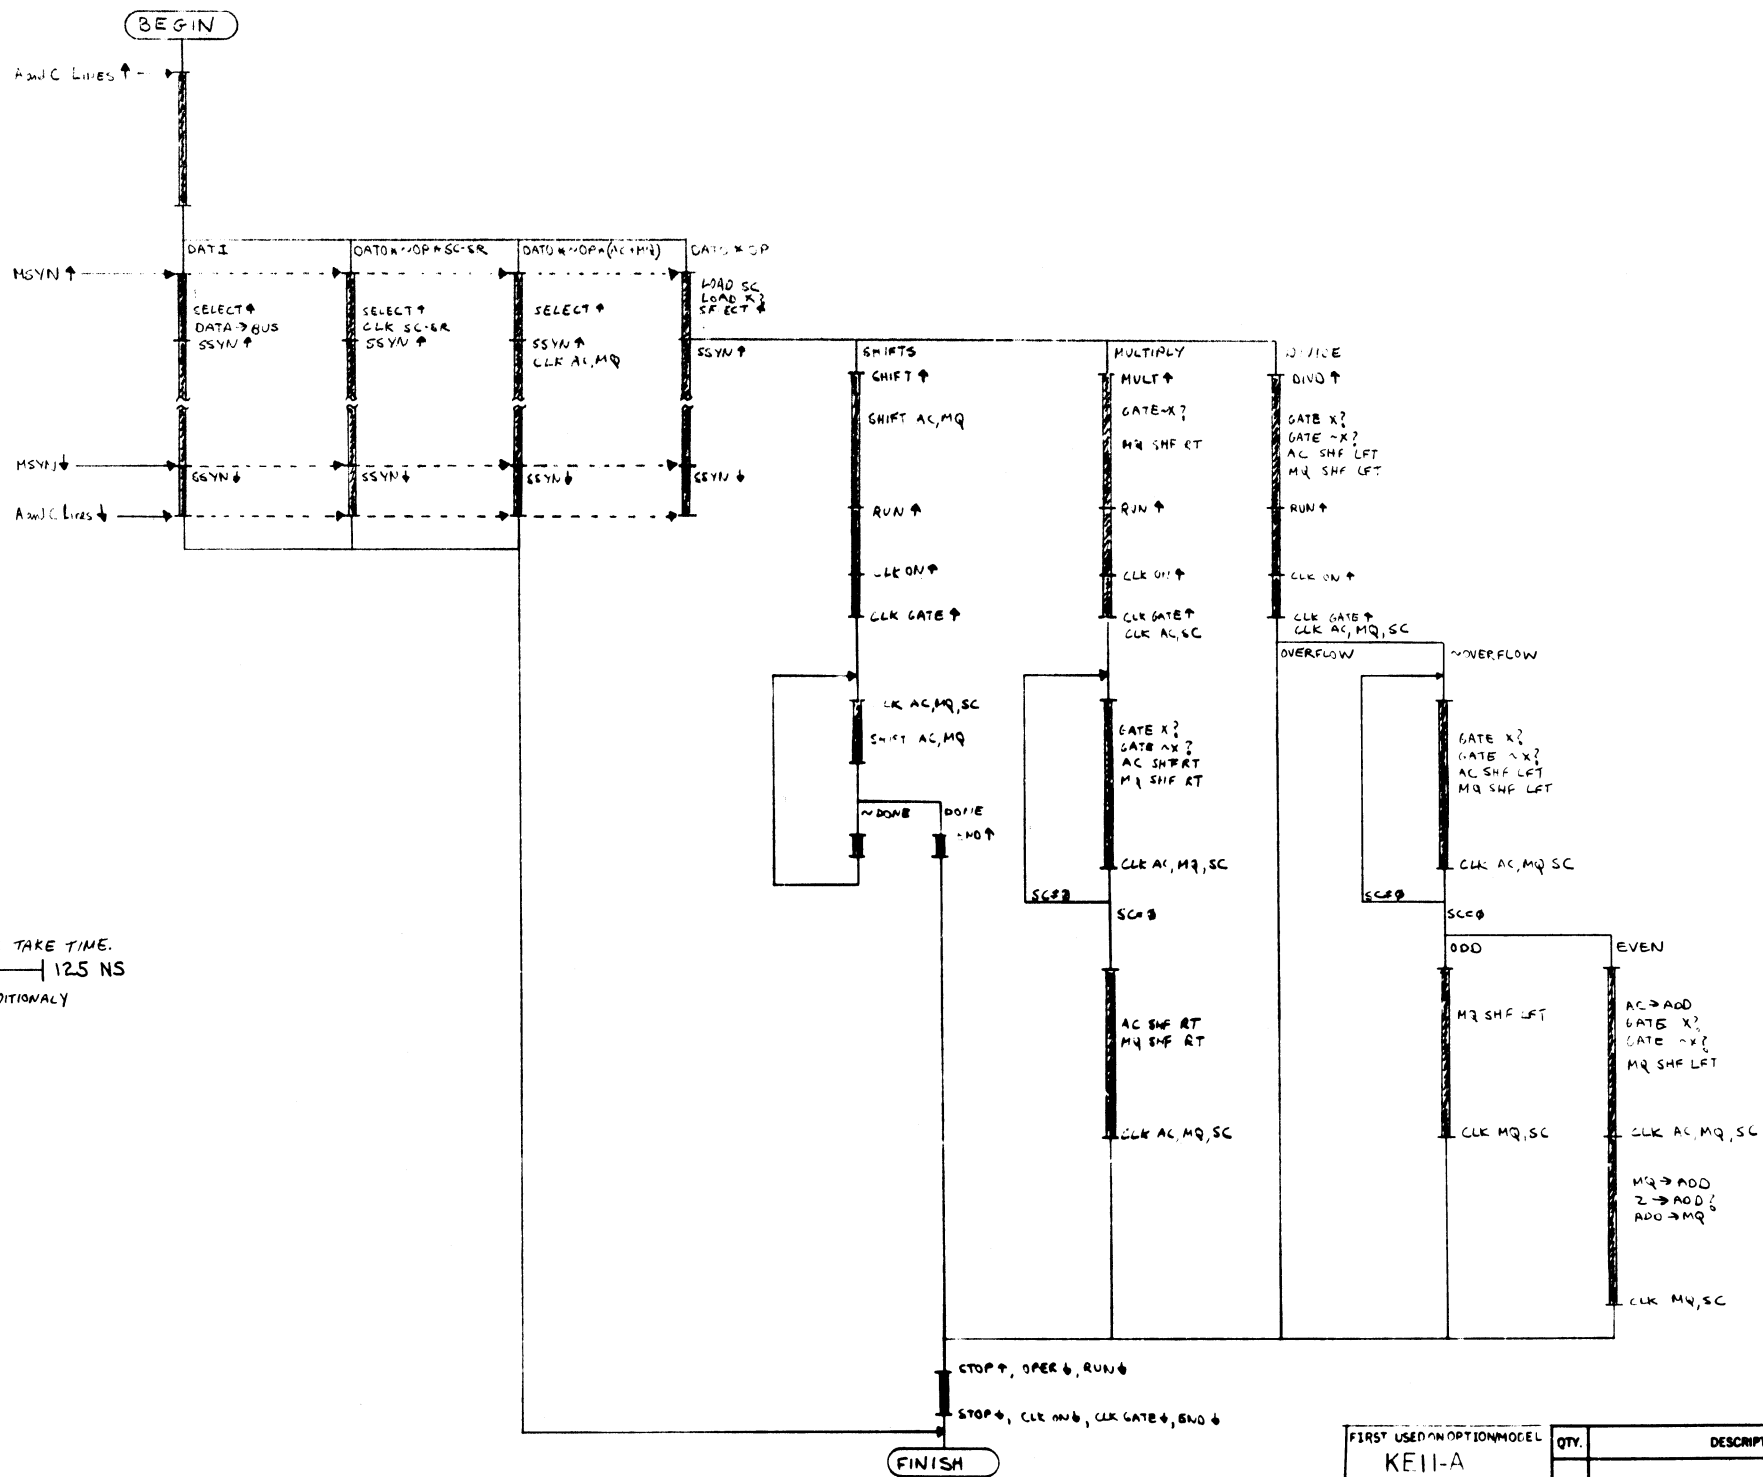 BEGIN
A and C LINES ↑
DATI
DATO*~OP*SC-SR
DATO*~OP*(AC+MQ)
DATO*OP
MSYN ↑
SELECT ↑
DATA→BUS
SSYN ↑
SELECT ↑
CLK SC-SR
SSYN ↑
SELECT ↑
SSYN ↑
CLK AC,MQ
LOAD SC
LOAD X?
SSYN ↑
MSYN ↓
SSYN ↓
SSYN ↓
SSYN ↓
SSYN ↓
A and C Lines ↓
SHIFTS
SHIFT ↑
SHIFT AC,MQ
RUN ↑
CLK ON ↑
CLK GATE ↑
CLK AC,MQ,SC
SHIFT AC,MQ
~DONE
DONE
END ↑
MULTIPLY
MULT ↑
GATE~X?
MQ SHF RT
RUN ↑
CLK ON ↑
CLK GATE ↑
CLK AC,SC
GATE X?
GATE ~X?
AC SHF RT
MQ SHF RT
CLK AC,MQ,SC
SC≠0
SC=0
AC SHF RT
MQ SHF RT
CLK AC,MQ,SC
DIVIDE
DIVD ↑
GATE X?
GATE ~X?
AC SHF LFT
MQ SHF LFT
RUN ↑
CLK ON ↑
CLK GATE ↑
CLK AC,MQ,SC
OVERFLOW
~OVERFLOW
GATE X?
GATE ~X?
AC SHF LFT
MQ SHF LFT
CLK AC,MQ SC
SC≠0
SC=0
ODD
EVEN
MQ SHF LFT
CLK MQ,SC
AC→ADD
GATE X?
GATE ~X?
MQ SHF LFT
CLK AC,MQ,SC
MQ→ADD
2→ADD?
ADD→MQ
CLK MQ,SC
TAKE TIME.
125 NS
DITIONALY
STOP ↑, OPER ↓, RUN ↓
STOP ↓, CLK ON ↓, CLK GATE ↓, END ↓
FINISH
FIRST USED ON OPTION/MODEL
KE11-A
QTY.
DESCRIPT